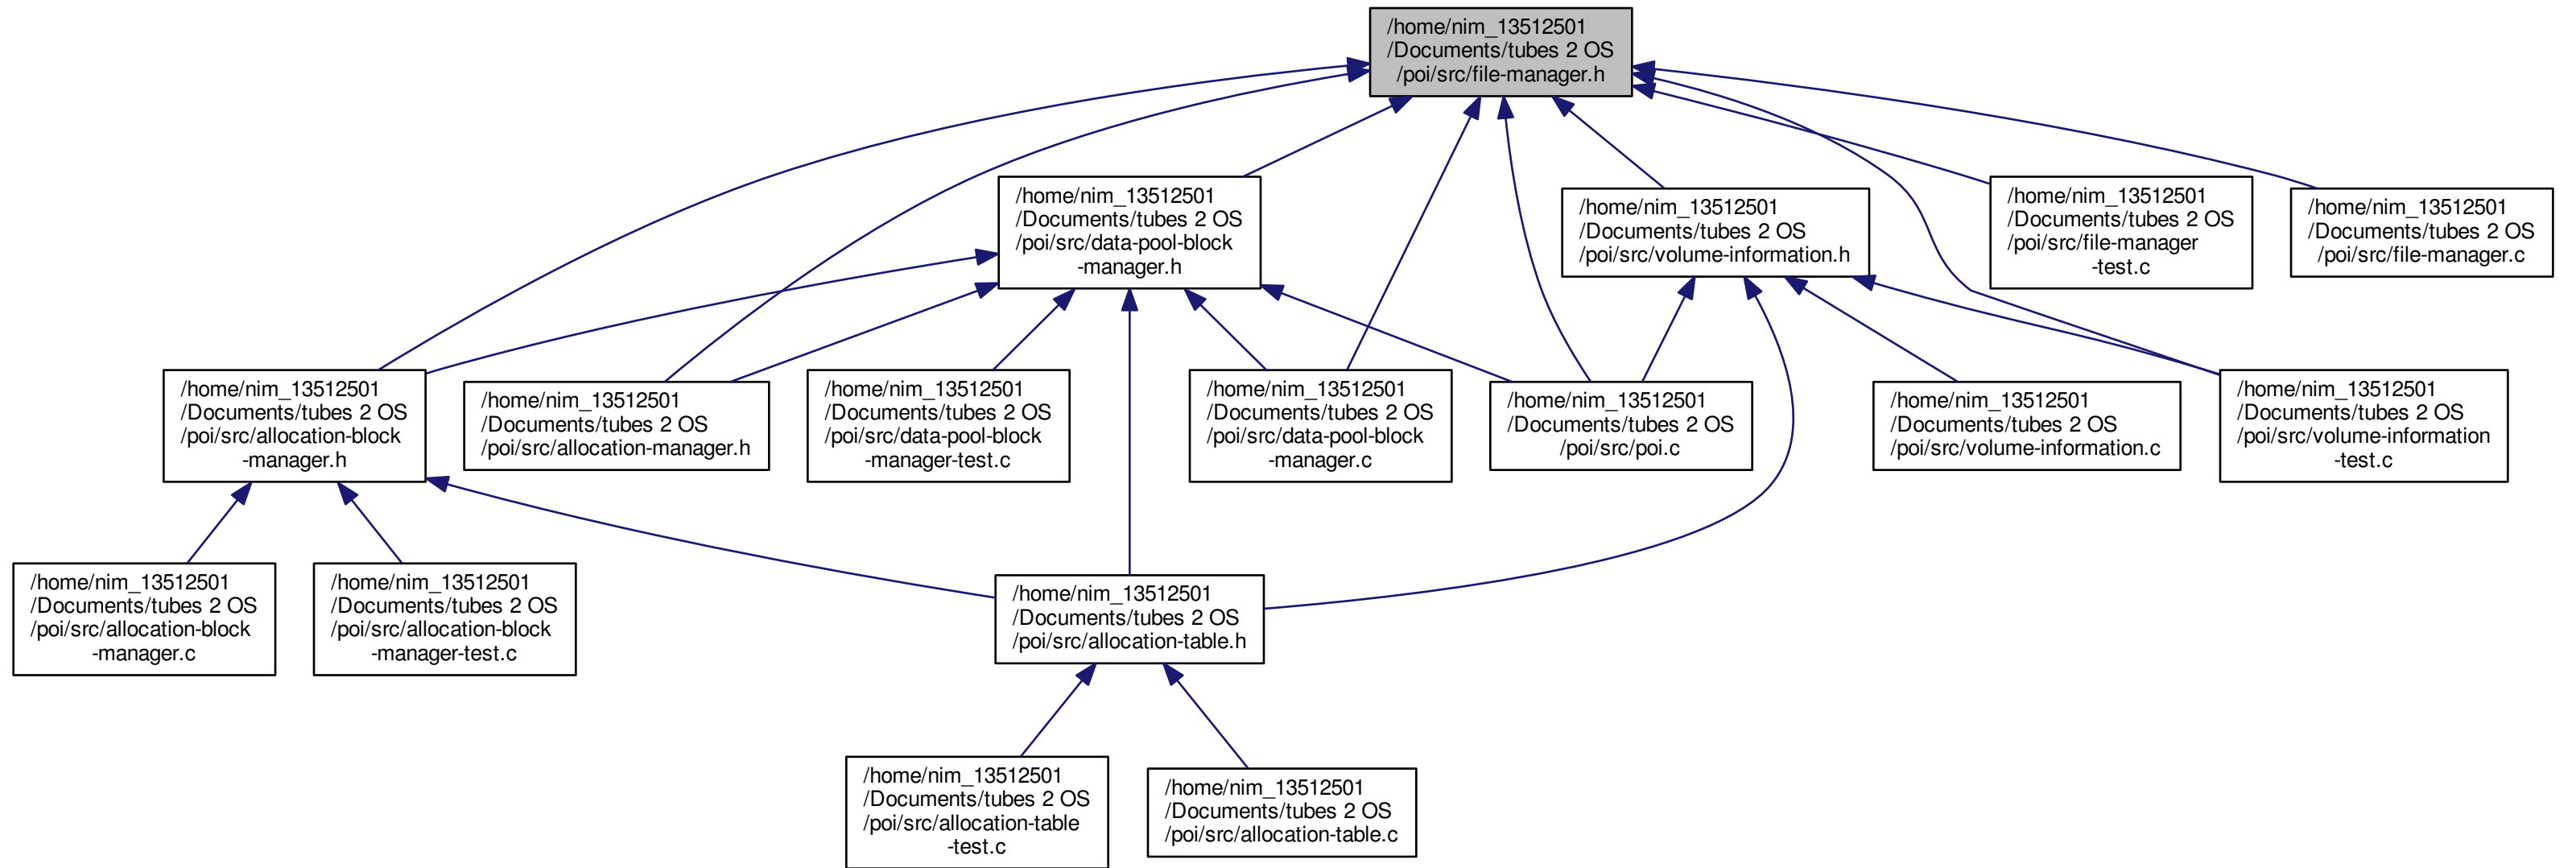 /home/nim_13512501
/Documents/tubes 2 OS
/poi/src/file-manager.h
/home/nim_13512501
/Documents/tubes 2 OS
/poi/src/data-pool-block
-manager.h
/home/nim_13512501
/Documents/tubes 2 OS
/poi/src/volume-information.h
/home/nim_13512501
/Documents/tubes 2 OS
/poi/src/file-manager
-test.c
/home/nim_13512501
/Documents/tubes 2 OS
/poi/src/file-manager.c
/home/nim_13512501
/Documents/tubes 2 OS
/poi/src/allocation-block
-manager.h
/home/nim_13512501
/Documents/tubes 2 OS
/poi/src/allocation-manager.h
/home/nim_13512501
/Documents/tubes 2 OS
/poi/src/data-pool-block
-manager-test.c
/home/nim_13512501
/Documents/tubes 2 OS
/poi/src/data-pool-block
-manager.c
/home/nim_13512501
/Documents/tubes 2 OS
/poi/src/poi.c
/home/nim_13512501
/Documents/tubes 2 OS
/poi/src/volume-information.c
/home/nim_13512501
/Documents/tubes 2 OS
/poi/src/volume-information
-test.c
/home/nim_13512501
/Documents/tubes 2 OS
/poi/src/allocation-block
-manager.c
/home/nim_13512501
/Documents/tubes 2 OS
/poi/src/allocation-block
-manager-test.c
/home/nim_13512501
/Documents/tubes 2 OS
/poi/src/allocation-table.h
/home/nim_13512501
/Documents/tubes 2 OS
/poi/src/allocation-table
-test.c
/home/nim_13512501
/Documents/tubes 2 OS
/poi/src/allocation-table.c